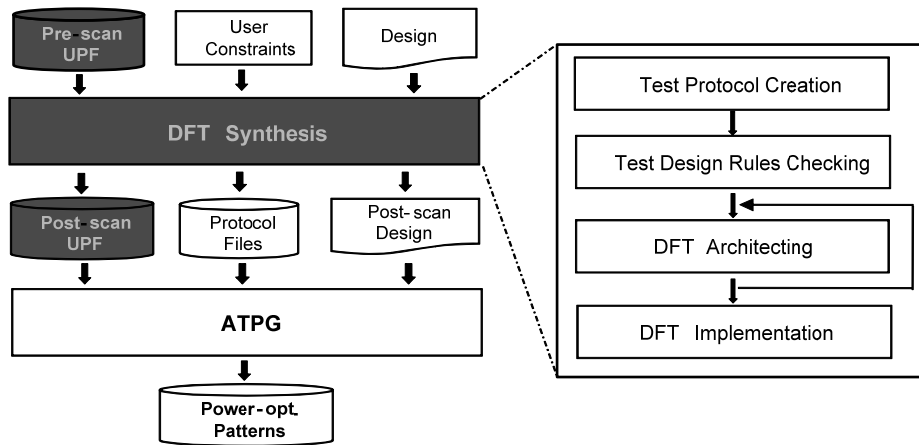 Pre-scan
UPF
User
Constraints
Design
DFT Synthesis
Post-scan
UPF
Protocol
Files
Post-scan
Design
ATPG
Power-opt.
Patterns
Test Protocol Creation
Test Design Rules Checking
DFT Architecting
DFT Implementation